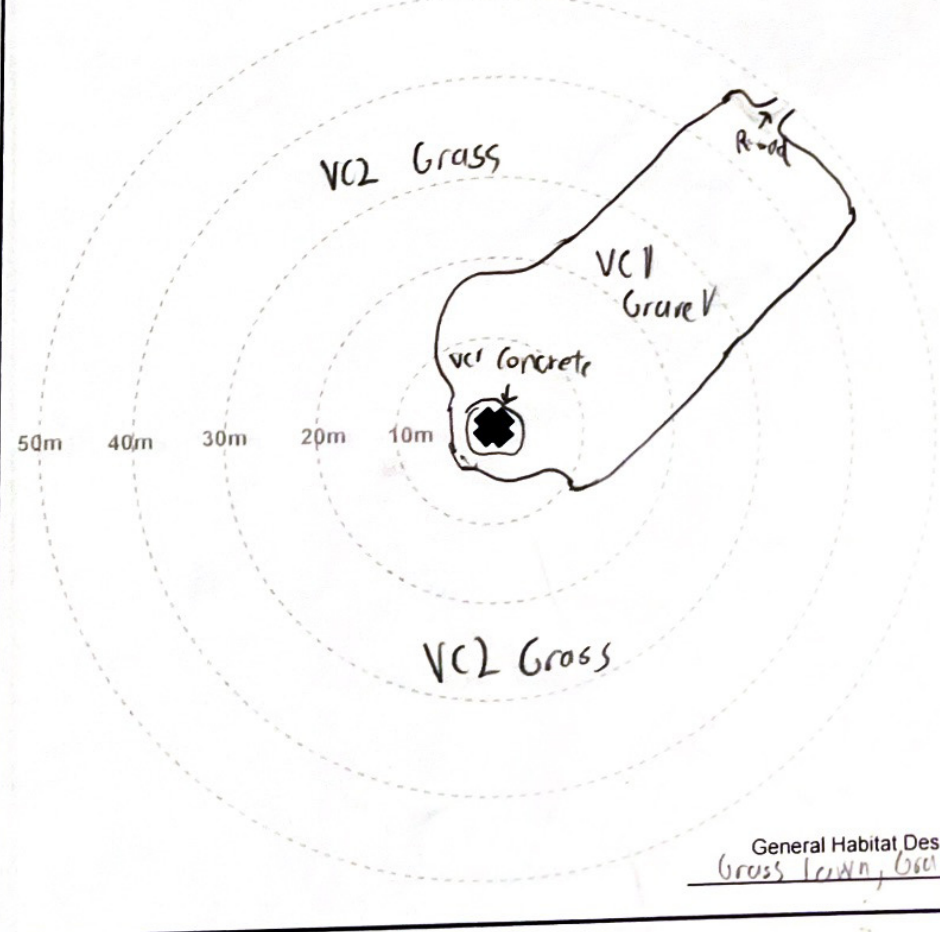 VC2 Grass
Road
VC1
Gravel
VC1 Concrete
50m 40m 30m 20m 10m
VC2 Grass
General Habitat Des
Grass lawn, Gra